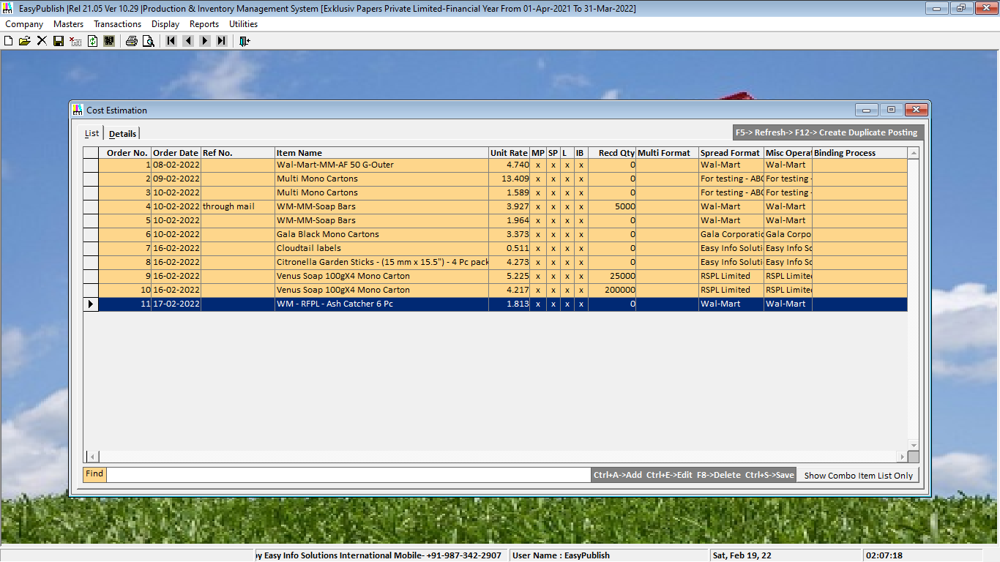 EasyPublish |Rel 21.05 Ver 10.29 |Production & Inventory Management System [Exklusiv Papers Private Limited-Financial Year From 01-Apr-2021 To 31-Mar-2022]
Company Masters Transactions Display Reports Utilities
Cost Estimation
List Details F5-> Refresh-> F12-> Create Duplicate Posting
Order No. Order Date Ref No. Item Name Unit Rate MP SP L IB Recd Qty Multi Format Spread Format Misc Operat Binding Process
1 08-02-2022 Wal-Mart-MM-AF 50 G-Outer 4.740 x x x x 0 Wal-Mart Wal-Mart
2 09-02-2022 Multi Mono Cartons 13.409 x x x x 0 For testing - ABC For testing -
3 10-02-2022 Multi Mono Cartons 1.589 x x x x 0 For testing - ABC For testing -
4 10-02-2022 through mail WM-MM-Soap Bars 3.927 x x x x 5000 Wal-Mart Wal-Mart
5 10-02-2022 WM-MM-Soap Bars 1.964 x x x x 0 Wal-Mart Wal-Mart
6 10-02-2022 Gala Black Mono Cartons 3.373 x x x x 0 Gala Corporatio Gala Corpo
7 16-02-2022 Cloudtail labels 0.511 x x x x 0 Easy Info Soluti Easy Info So
8 16-02-2022 Citronella Garden Sticks - (15 mm x 15.5") - 4 Pc pack 4.273 x x x x 0 Easy Info Soluti Easy Info So
9 16-02-2022 Venus Soap 100gX4 Mono Carton 5.225 x x x x 25000 RSPL Limited RSPL Limited
10 16-02-2022 Venus Soap 100gX4 Mono Carton 4.217 x x x x 200000 RSPL Limited RSPL Limited
11 17-02-2022 WM - RFPL - Ash Catcher 6 Pc 1.813 x x x x 0 Wal-Mart Wal-Mart
Find Ctrl+A->Add Ctrl+E->Edit F8->Delete Ctrl+S->Save Show Combo Item List Only
by Easy Info Solutions International Mobile- +91-987-342-2907 User Name : EasyPublish Sat, Feb 19, 22 02:07:18